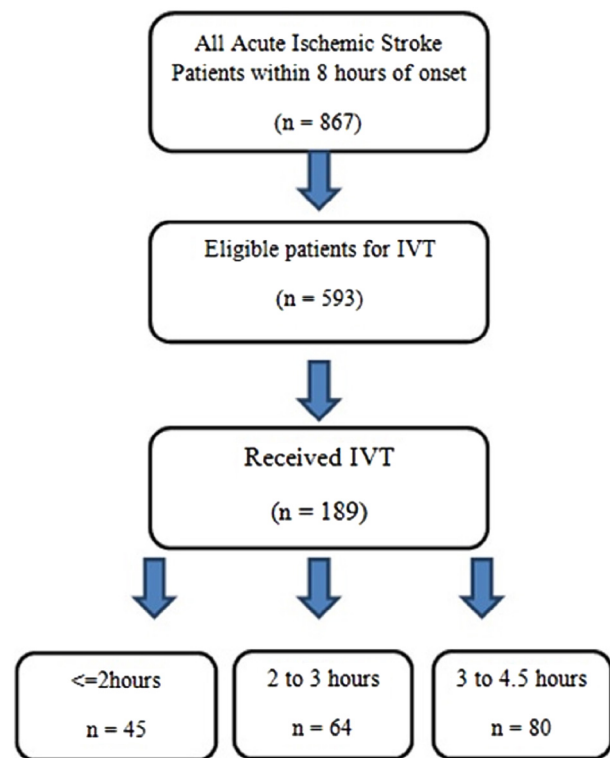 All Acute Ischemic Stroke
Patients within 8 hours of onset
(n = 867)
Eligible patients for IVT
(n = 593)
Received IVT
(n = 189)
<=2hours
n = 45
2 to 3 hours
n = 64
3 to 4.5 hours
n = 80